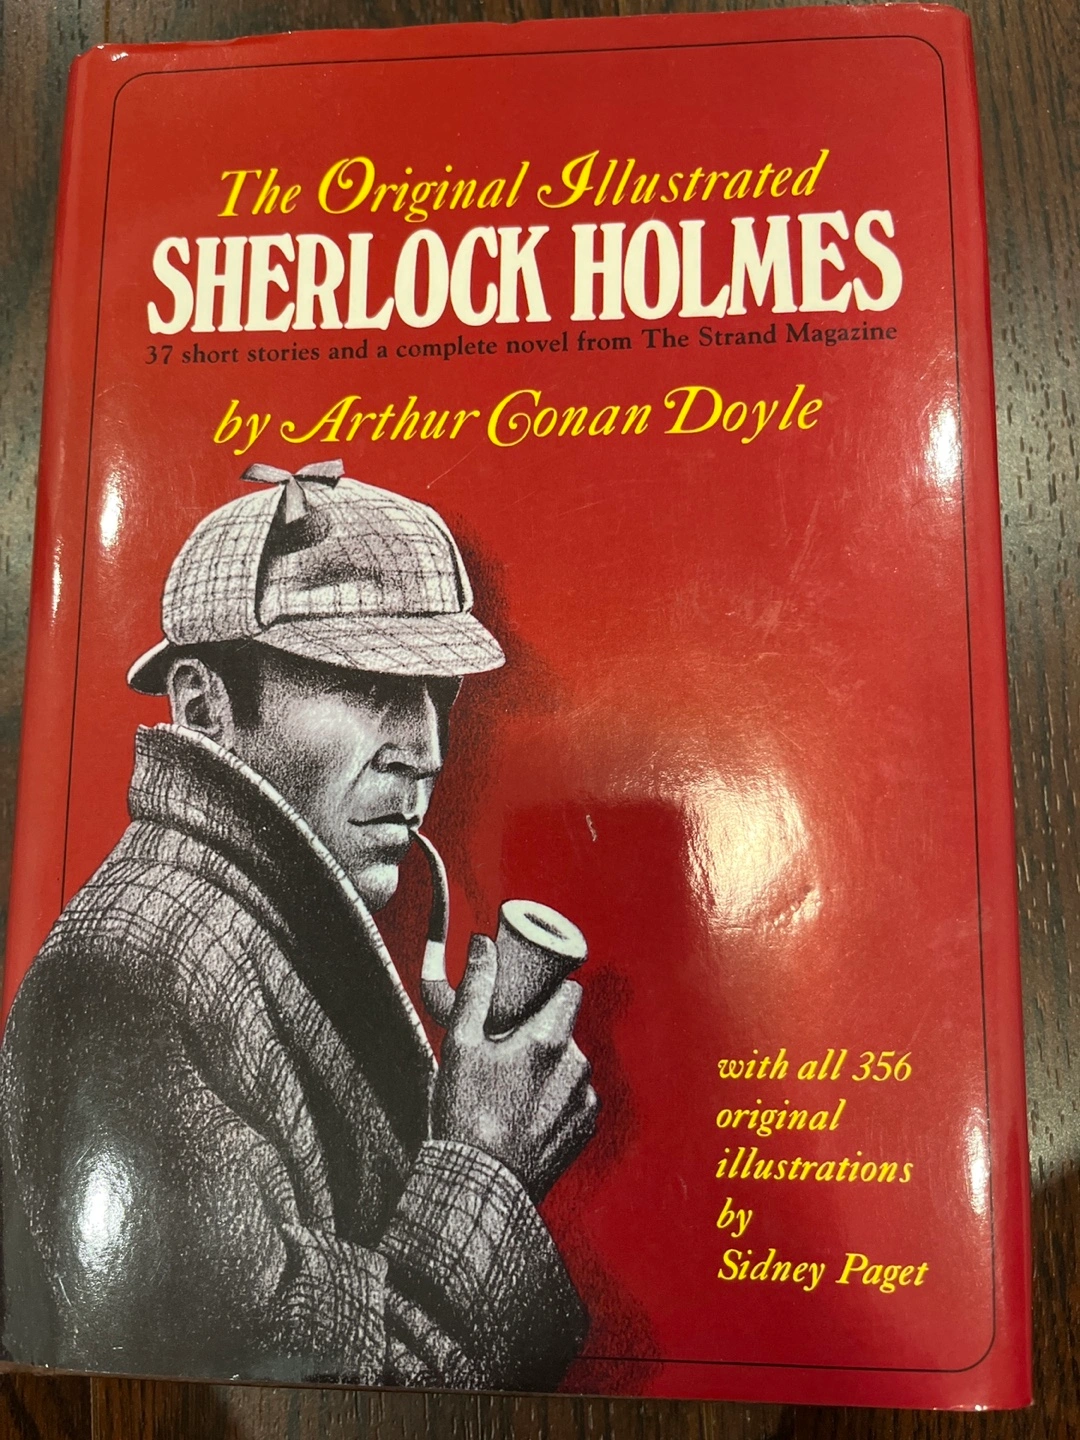 The Original Illustrated
SHERLOCK HOLMES
37 short stories and a complete novel from The Strand Magazine
by Arthur Conan Doyle
with all 356
original
illustrations
by
Sidney Paget